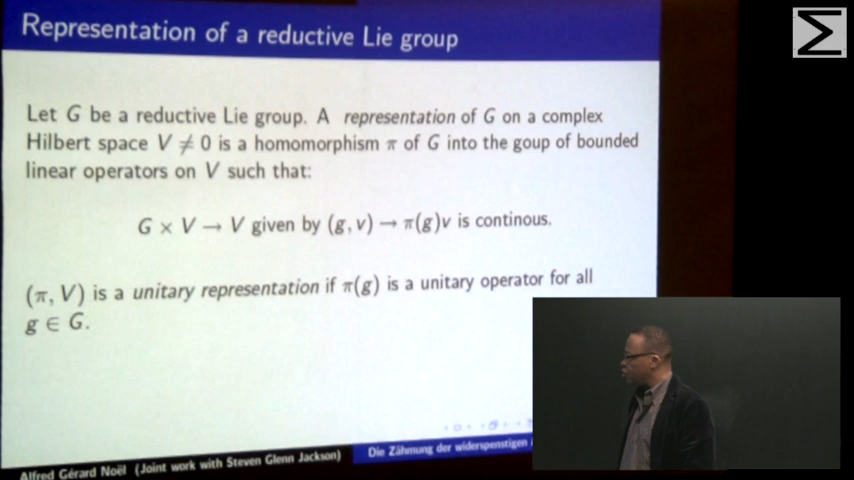 Representation of a reductive Lie group
Let G be a reductive Lie group. A representation of G on a complex
Hilbert space V ≠ 0 is a homomorphism π of G into the goup of bounded
linear operators on V such that:
G × V → V given by (g, v) → π(g)v is continous.
(π, V) is a unitary representation if π(g) is a unitary operator for all
g ∈ G.
Alfred Gérard Noël (Joint work with Steven Glenn Jackson)
Die Zähmung der widerspenstigen
Σ